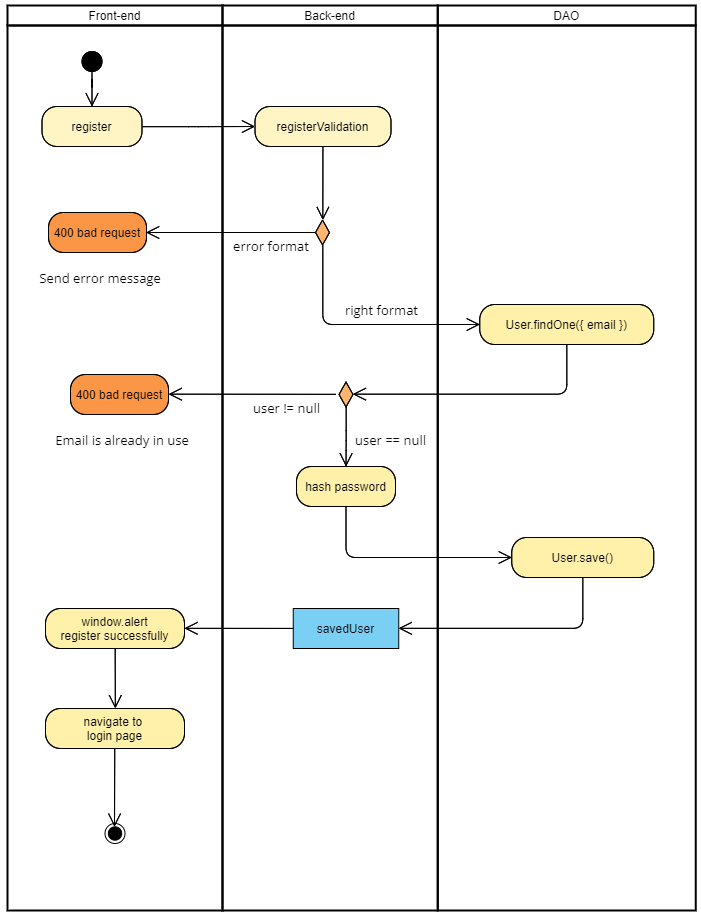 Front-end
Back-end
DAO
register
registerValidation
400 bad request
error format
Send error message
right format
User.findOne({ email })
400 bad request
user != null
Email is already in use
user == null
hash password
User.save()
window.alert
register successfully
savedUser
navigate to
login page